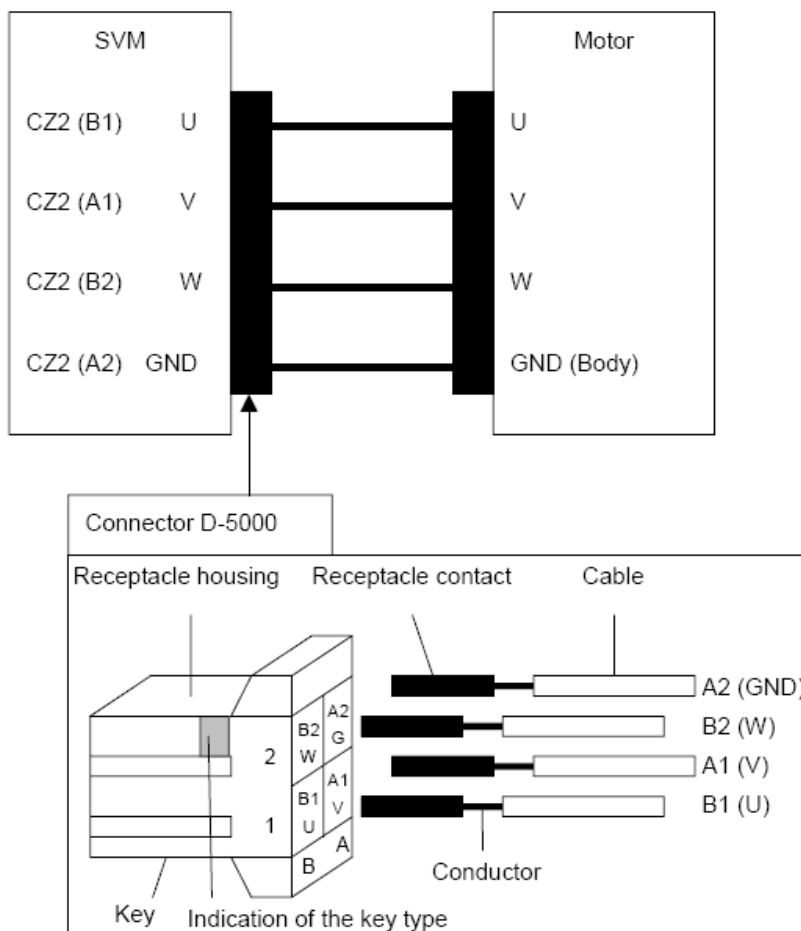 SVM
Motor
CZ2 (B1) U
U
CZ2 (A1) V
V
CZ2 (B2) W
W
CZ2 (A2) GND
GND (Body)
Connector D-5000
Receptacle housing
Receptacle contact
Cable
A2 (GND)
B2 (W)
A1 (V)
B1 (U)
2
1
B2
W
A2
G
B1
U
A1
V
B
A
Conductor
Key
Indication of the key type